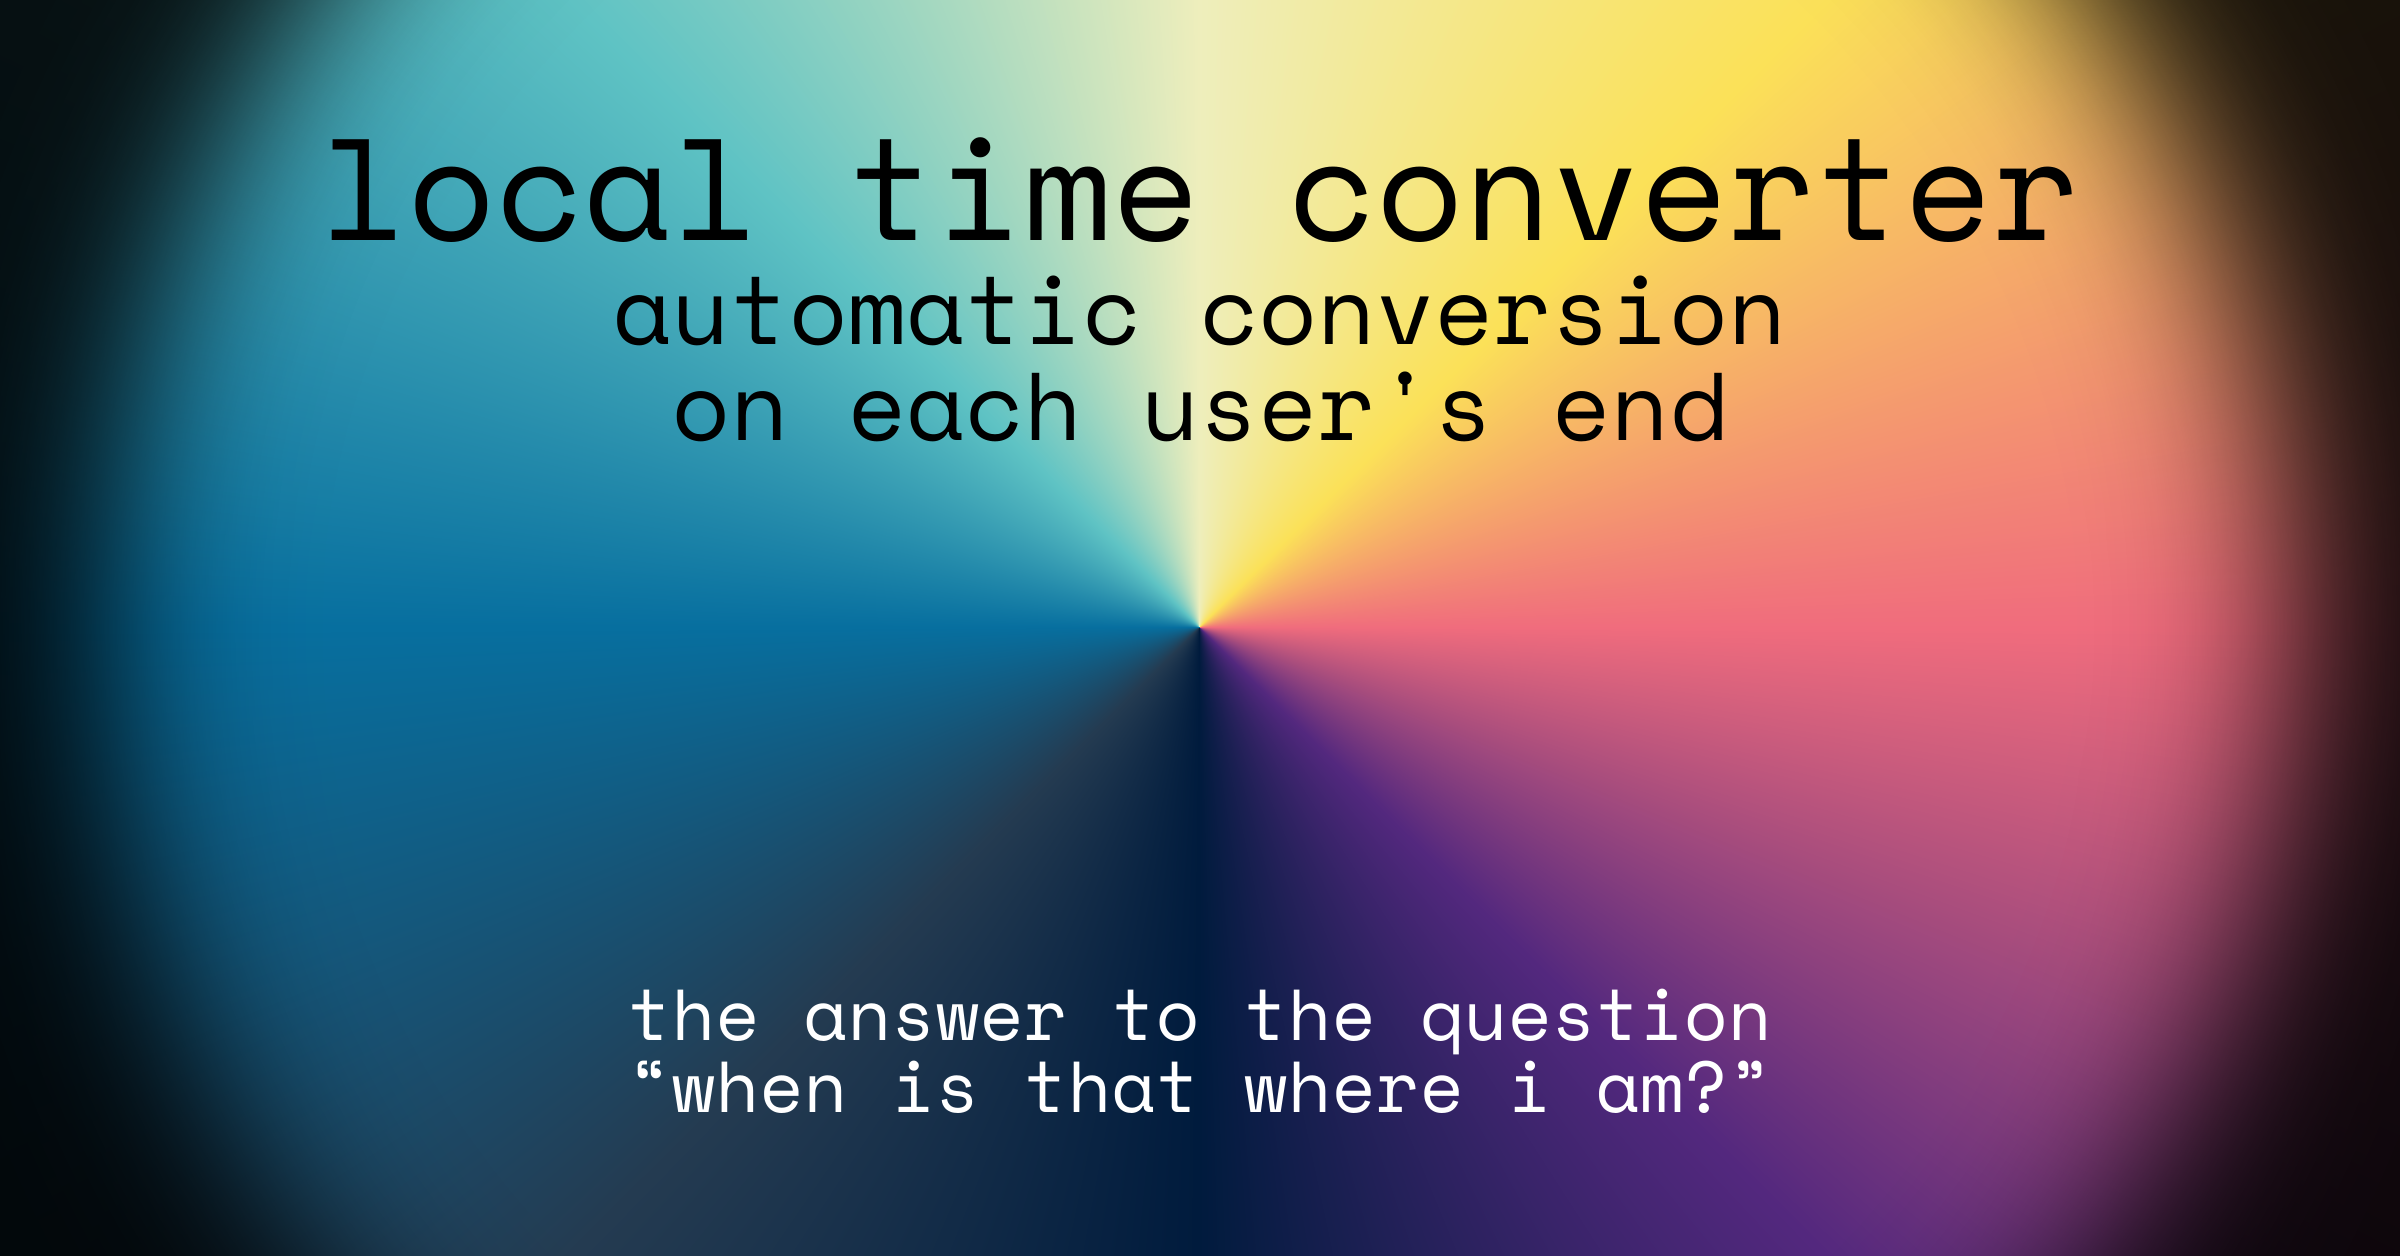 local time converter
automatic conversion
on each user's end
the answer to the question
“when is that where i am?”